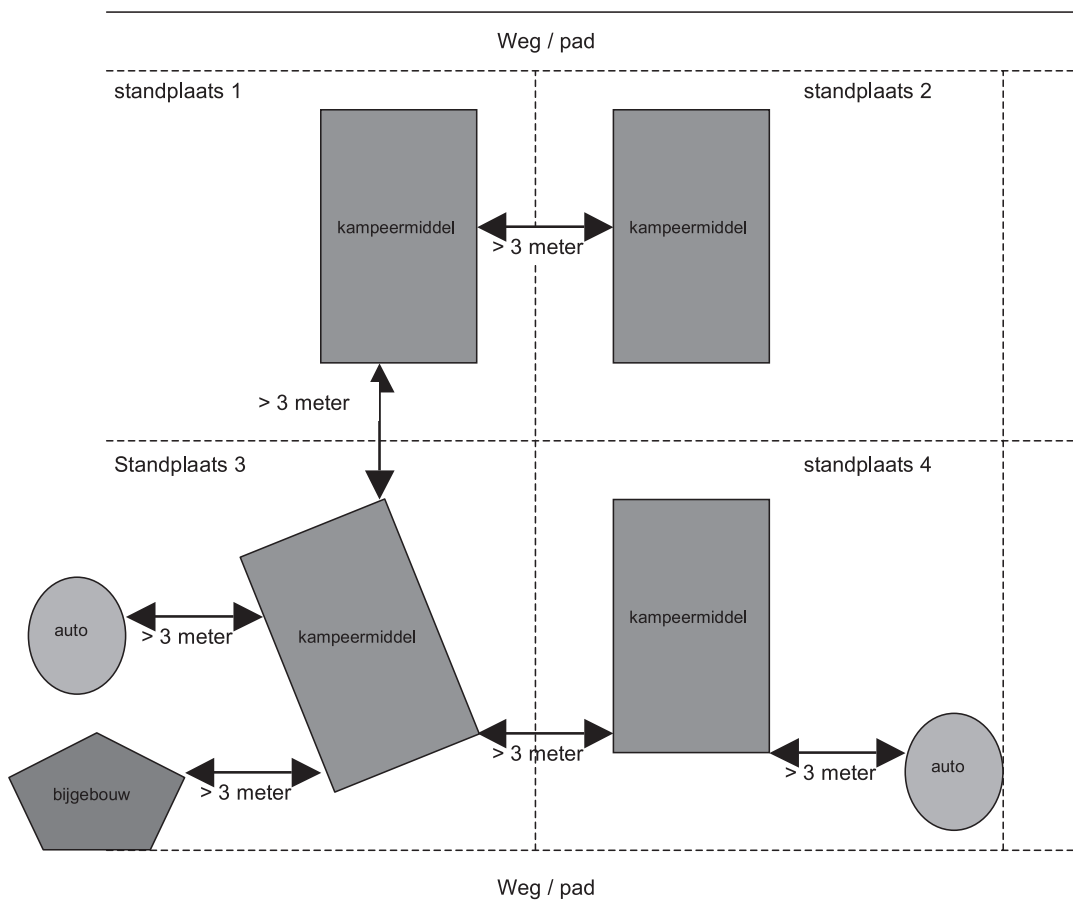 Weg / pad
standplaats 1
standplaats 2
kampeermiddel
kampeermiddel
> 3 meter
> 3 meter
Standplaats 3
standplaats 4
auto
> 3 meter
kampeermiddel
kampeermiddel
bijgebouw
> 3 meter
> 3 meter
> 3 meter
auto
Weg / pad